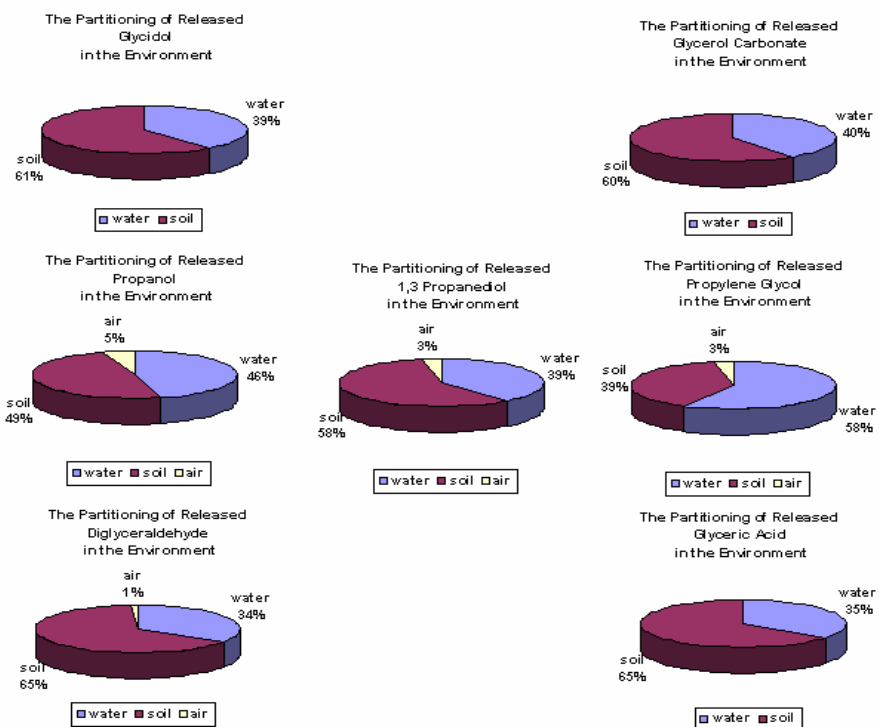 The Partitioning of Released
Glycidol
in the Environment
water
39%
soil
61%
water soil
The Partitioning of Released
Glycerol Carbonate
in the Environment
water
40%
soil
60%
water soil
The Partitioning of Released
Propanol
in the Environment
air
5%
water
46%
soil
49%
water soil air
The Partitioning of Released
1,3 Propanediol
in the Environment
air
3%
water
39%
soil
58%
water soil air
The Partitioning of Released
Propylene Glycol
in the Environment
air
3%
soil
39%
water
58%
water soil air
The Partitioning of Released
Diglyceraldehyde
in the Environment
air
1%
water
34%
soil
65%
water soil air
The Partitioning of Released
Glyceric Acid
in the Environment
water
35%
soil
65%
water soil